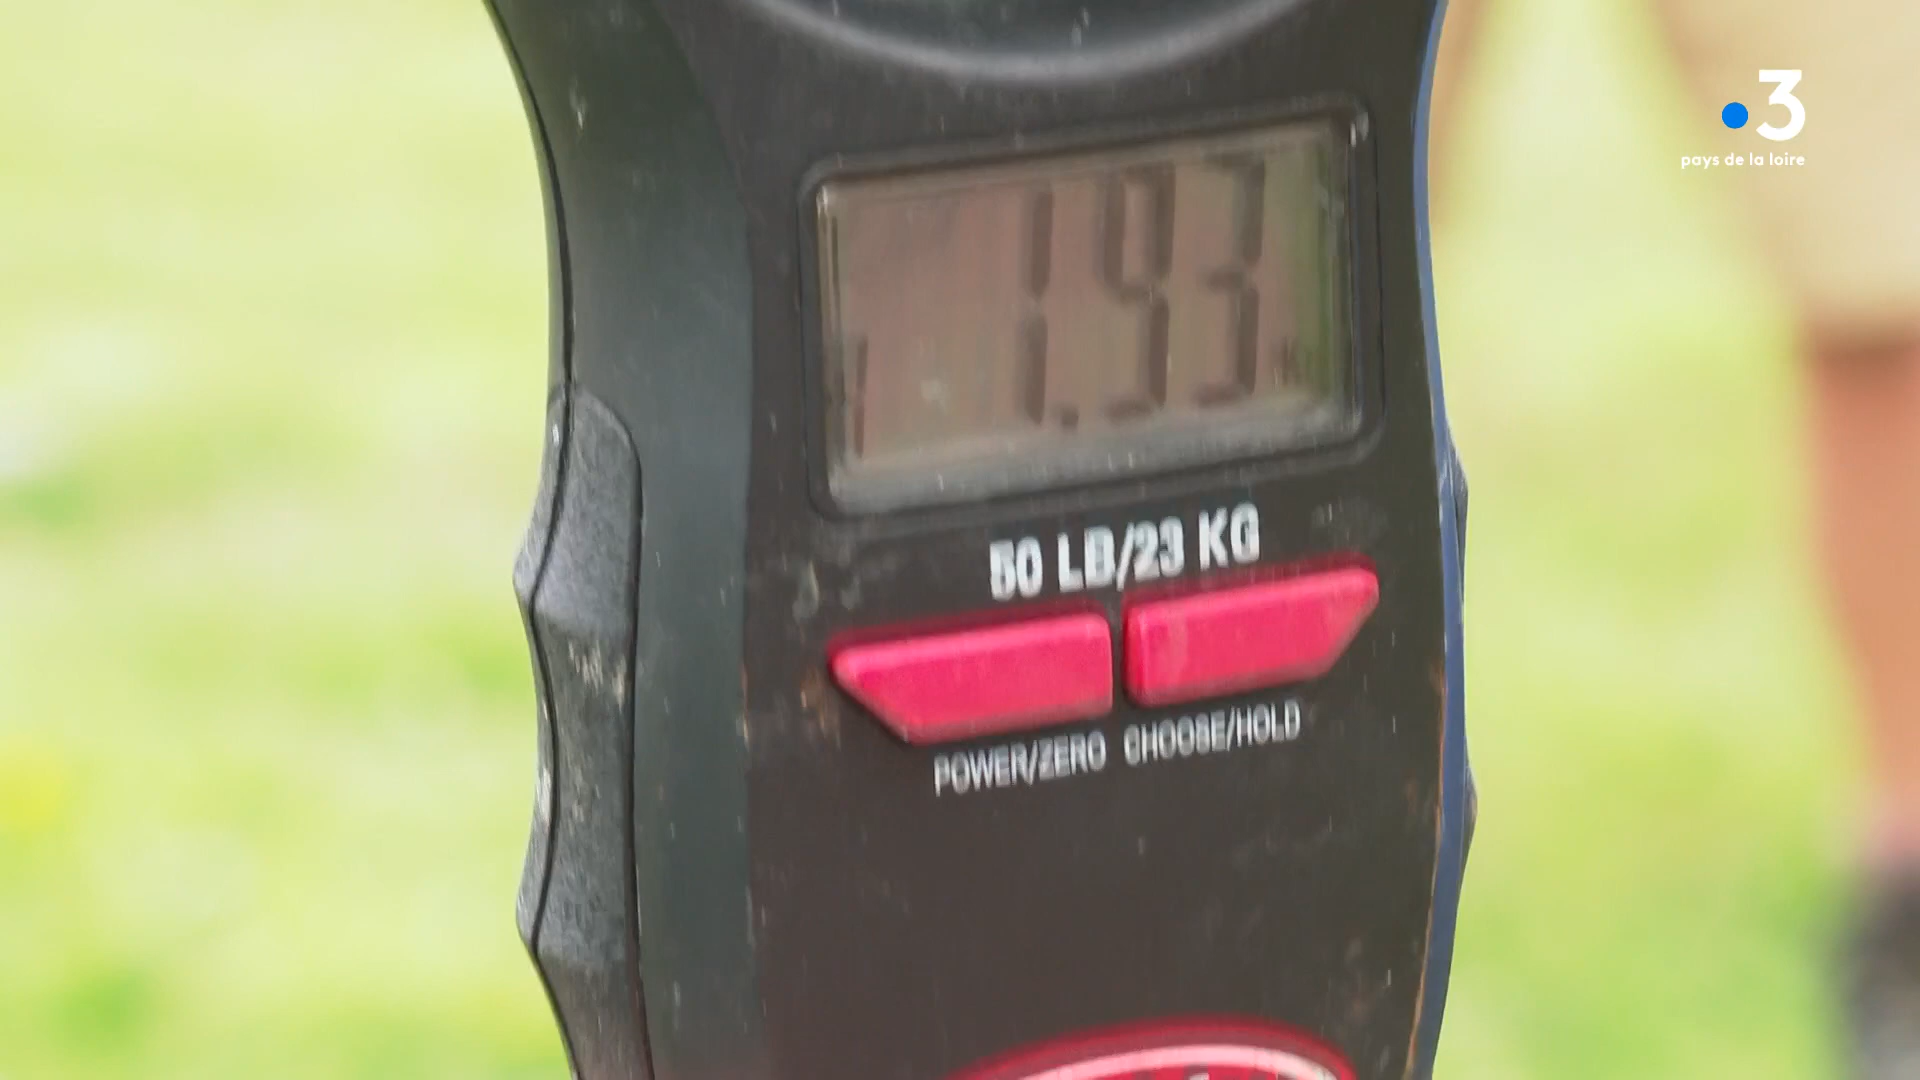 3
pays de la loire
1.93
50 LB/23 KG
POWER/ZERO CHOOSE/HOLD